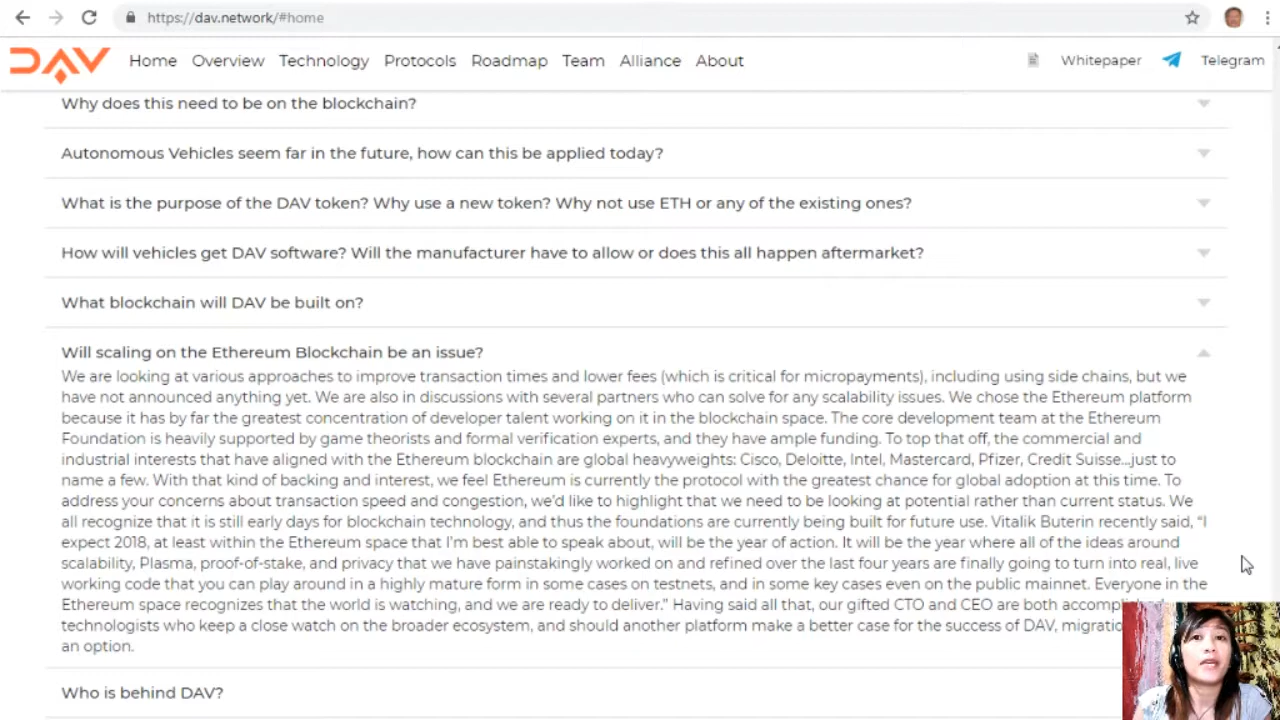 https://dav.network/#home
DAV
Home Overview Technology Protocols Roadmap Team Alliance About Whitepaper Telegram
Why does this need to be on the blockchain?
Autonomous Vehicles seem far in the future, how can this be applied today?
What is the purpose of the DAV token? Why use a new token? Why not use ETH or any of the existing ones?
How will vehicles get DAV software? Will the manufacturer have to allow or does this all happen aftermarket?
What blockchain will DAV be built on?
Will scaling on the Ethereum Blockchain be an issue?
We are looking at various approaches to improve transaction times and lower fees (which is critical for micropayments), including using side chains, but we
have not announced anything yet. We are also in discussions with several partners who can solve for any scalability issues. We chose the Ethereum platform
because it has by far the greatest concentration of developer talent working on it in the blockchain space. The core development team at the Ethereum
Foundation is heavily supported by game theorists and formal verification experts, and they have ample funding. To top that off, the commercial and
industrial interests that have aligned with the Ethereum blockchain are global heavyweights: Cisco, Deloitte, Intel, Mastercard, Pfizer, Credit Suisse...just to
name a few. With that kind of backing and interest, we feel Ethereum is currently the protocol with the greatest chance for global adoption at this time. To
address your concerns about transaction speed and congestion, we'd like to highlight that we need to be looking at potential rather than current status. We
all recognize that it is still early days for blockchain technology, and thus the foundations are currently being built for future use. Vitalik Buterin recently said, “I
expect 2018, at least within the Ethereum space that I'm best able to speak about, will be the year of action. It will be the year where all of the ideas around
scalability, Plasma, proof-of-stake, and privacy that we have painstakingly worked on and refined over the last four years are finally going to turn into real, live
working code that you can play around in a highly mature form in some cases on testnets, and in some key cases even on the public mainnet. Everyone in the
Ethereum space recognizes that the world is watching, and we are ready to deliver.” Having said all that, our gifted CTO and CEO are both
technologists who keep a close watch on the broader ecosystem, and should another platform make a better case for the success of DAV,
an option.
Who is behind DAV?